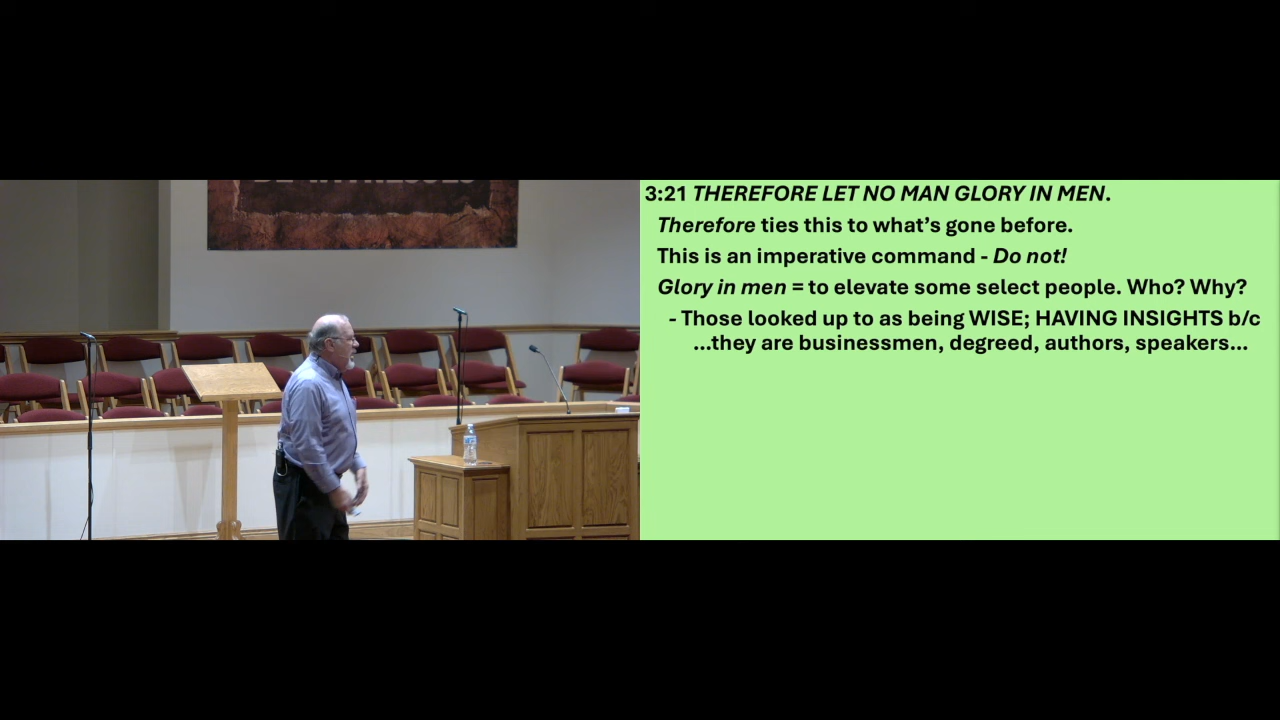 3:21 THEREFORE LET NO MAN GLORY IN MEN.
Therefore ties this to what’s gone before.
This is an imperative command - Do not!
Glory in men = to elevate some select people. Who? Why?
- Those looked up to as being WISE; HAVING INSIGHTS b/c
...they are businessmen, degreed, authors, speakers...